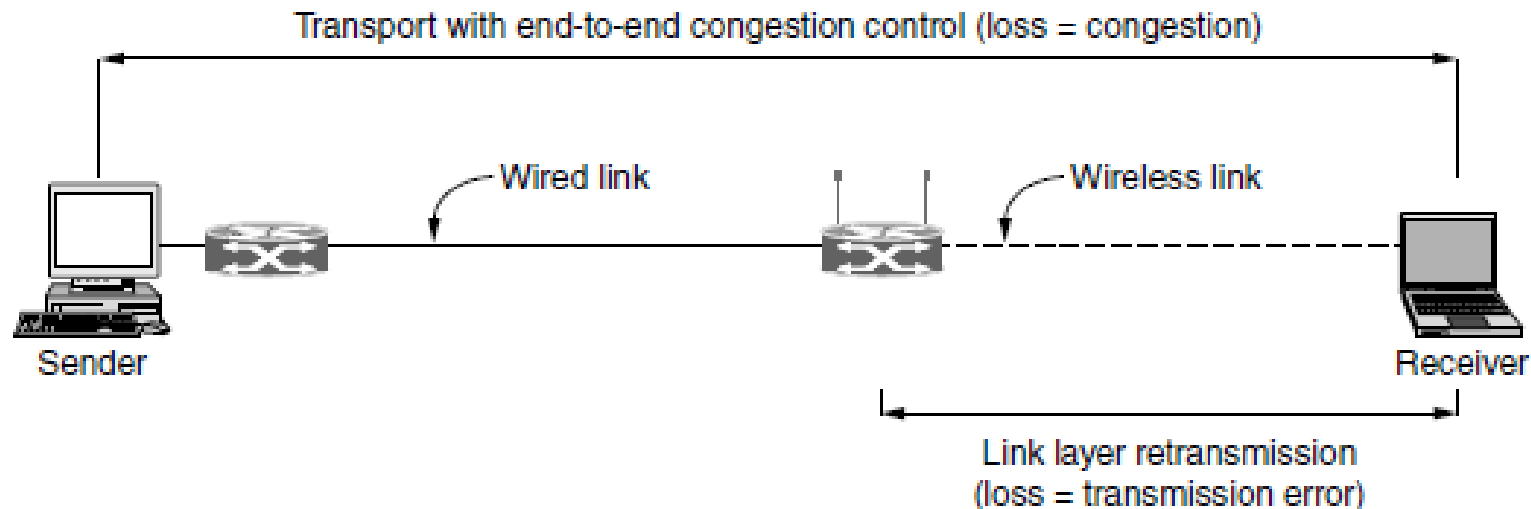 Transport with end-to-end congestion control (loss = congestion)
Wired link
Wireless link
Sender
Receiver
Link layer retransmission
(loss = transmission error)